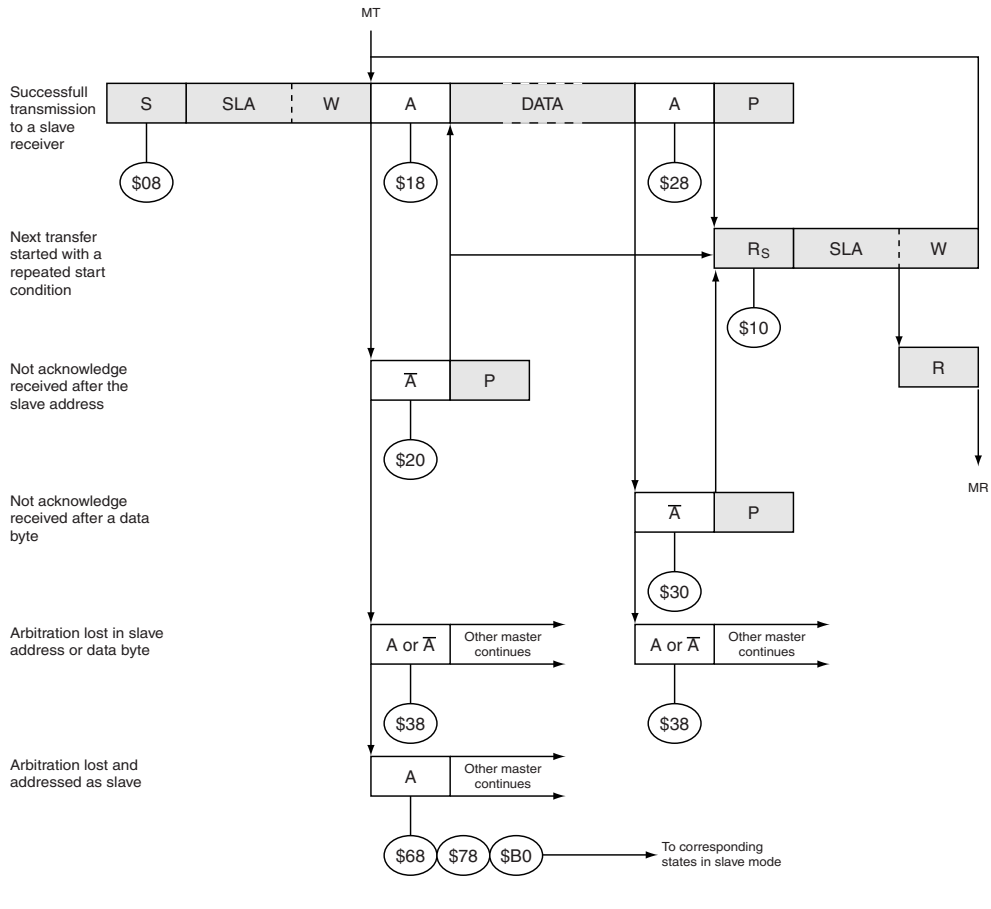 MT
Successfull
transmission
to a slave
receiver
S SLA W A DATA A P
$08 $18 $28
Next transfer
started with a
repeated start
condition
RS SLA W
$10
Not acknowledge
received after the
slave address
A̅ P
R
$20
MR
Not acknowledge
received after a data
byte
A̅ P
$30
Arbitration lost in slave
address or data byte
A or A̅
Other master
continues
A or A̅
Other master
continues
$38 $38
Arbitration lost and
addressed as slave
A
Other master
continues
$68 $78 $B0
To corresponding
states in slave mode